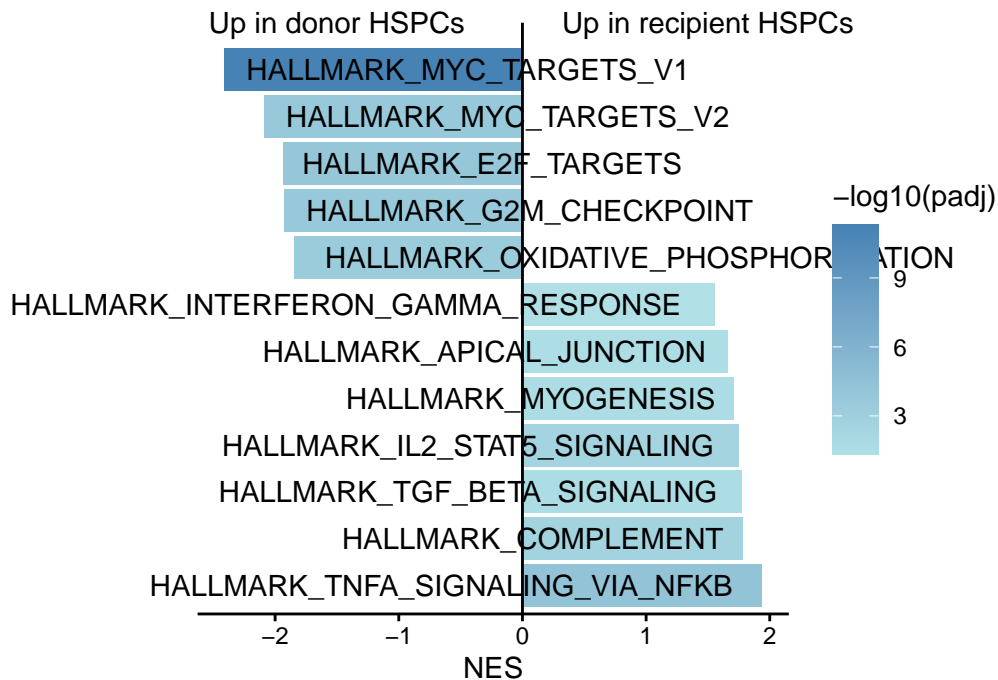 Up in donor HSPCs
Up in recipient HSPCs
HALLMARK_MYC_TARGETS_V1
HALLMARK_MYC_TARGETS_V2
HALLMARK_E2F_TARGETS
HALLMARK_G2M_CHECKPOINT
HALLMARK_OXIDATIVE_PHOSPHORYLATION
HALLMARK_INTERFERON_GAMMA_RESPONSE
HALLMARK_APICAL_JUNCTION
HALLMARK_MYOGENESIS
HALLMARK_IL2_STAT5_SIGNALING
HALLMARK_TGF_BETA_SIGNALING
HALLMARK_COMPLEMENT
HALLMARK_TNFA_SIGNALING_VIA_NFKB
−2 −1 0 1 2
NES
−log10(padj)
9
6
3